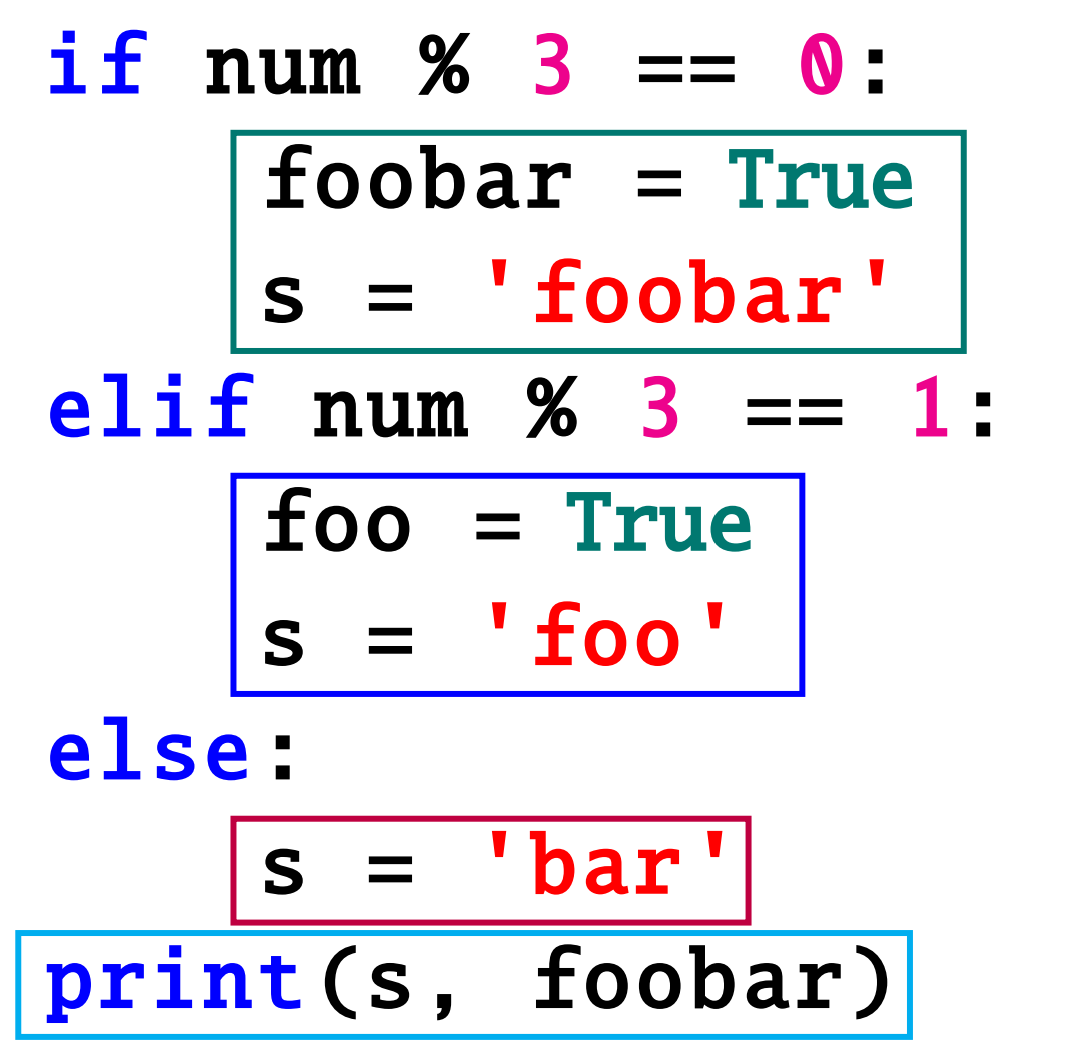 if num % 3 == 0:
foobar = True
s = 'foobar'
elif num % 3 == 1:
foo = True
s = 'foo'
else:
s = 'bar'
print(s, foobar)